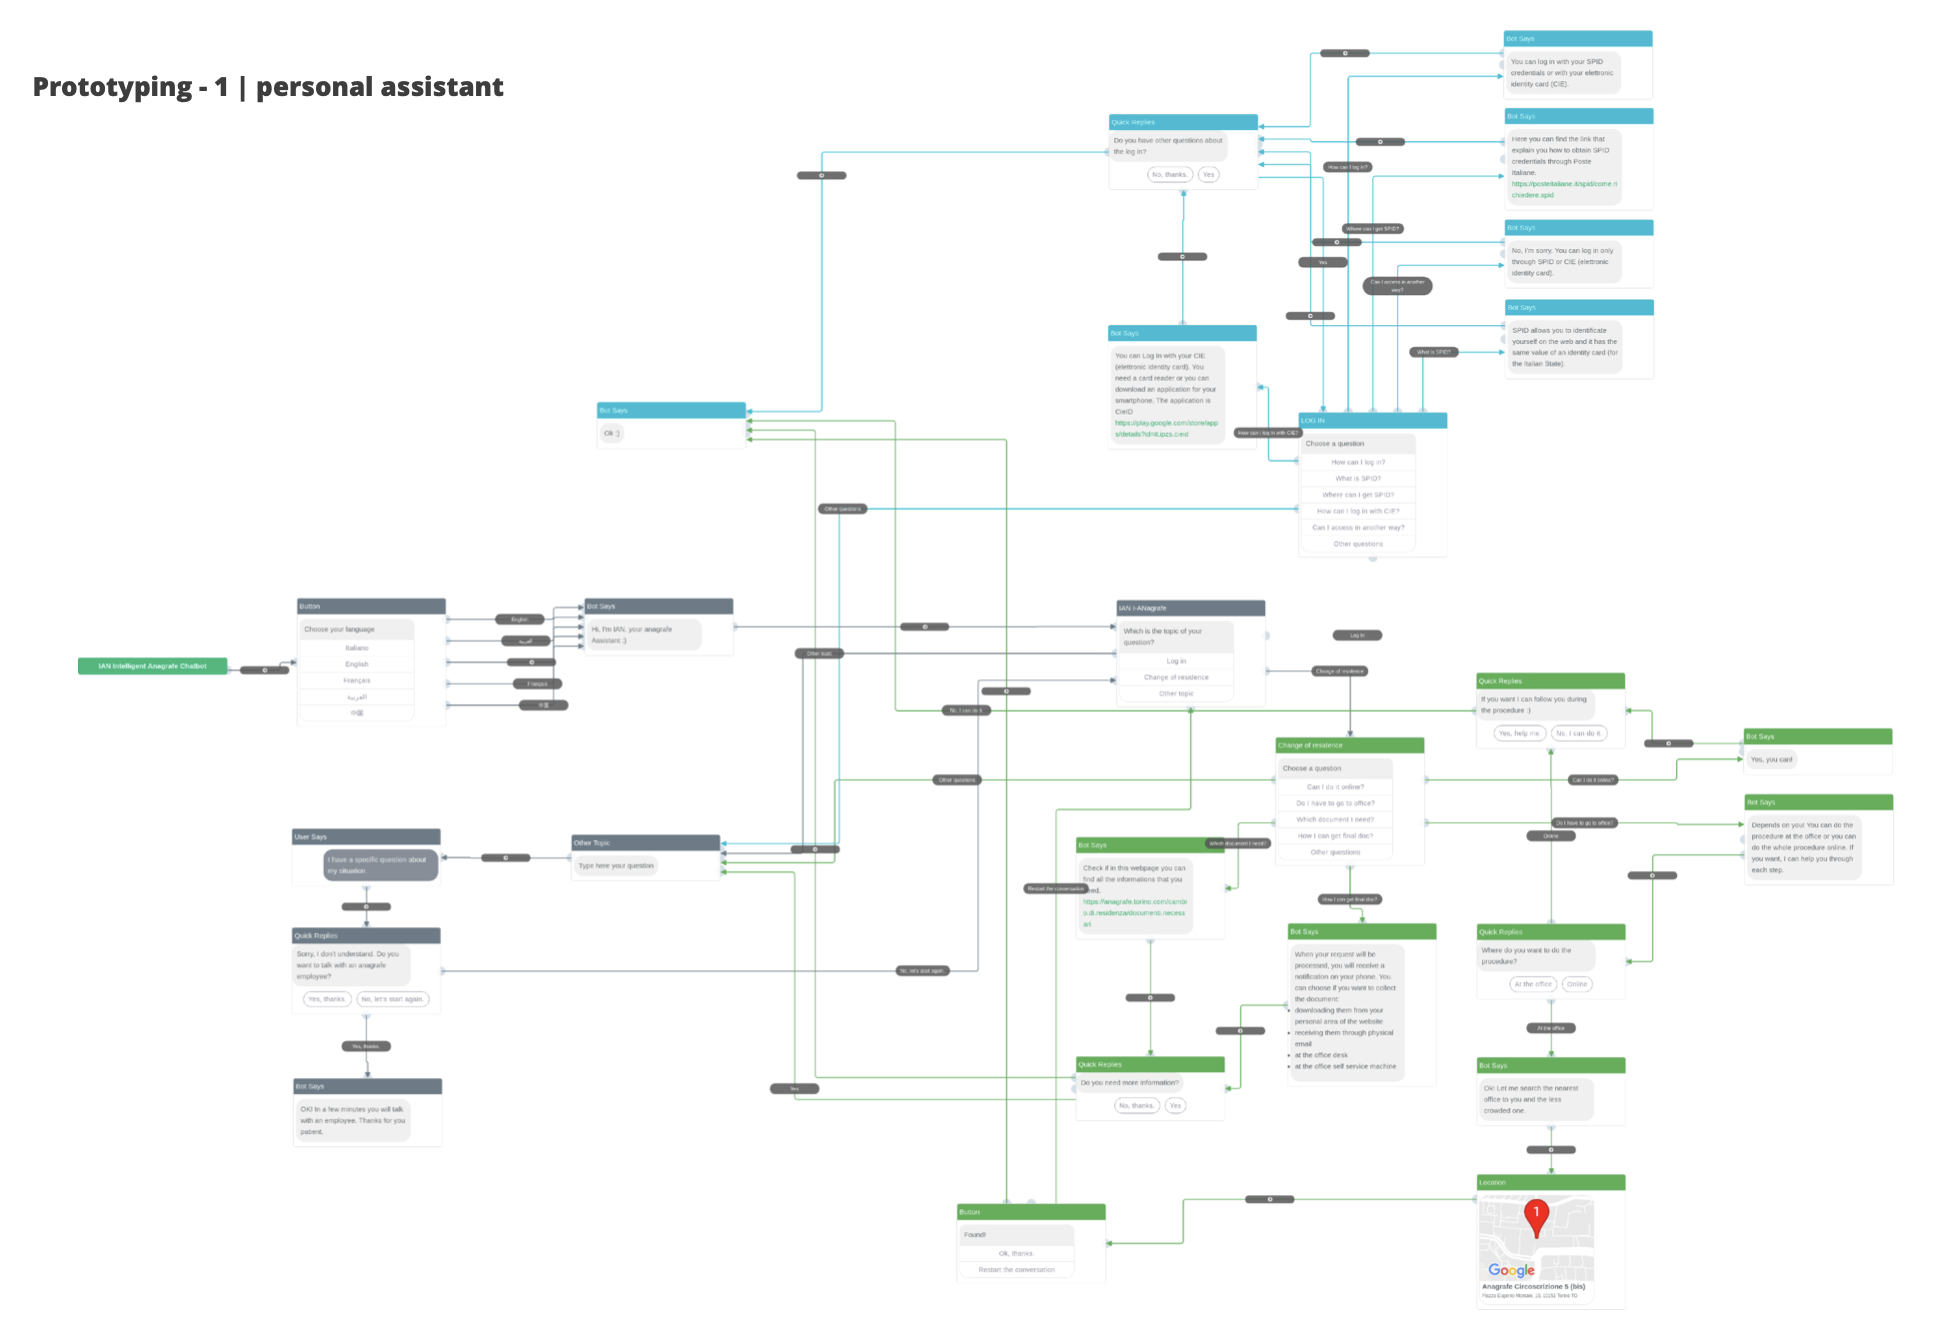 Prototyping - 1 | personal assistant
Bot Says
You can log in with your SPID
credentials or with your elettronic
identity card (CIE).
Bot Says
Here you can find the link that
explain you how to obtain SPID
credentials through Poste
Italiane.
https://posteitaliane.it/spid/come.ri
chiedere.spid
Bot Says
No, I'm sorry. You can log in only
through SPID or CIE (elettronic
identity card).
Bot Says
SPID allows you to identificate
yourself on the web and it has the
same value of an identity card (for
the Italian State).
Quick Replies
Do you have other questions about
the log in?
No, thanks.
Yes
How can I log in?
Where can I get SPID?
Yes
Can I access in another
way?
What is SPID?
Bot Says
You can Log In with your CIE
(elettronic identity card). You
need a card reader or you can
download an application for your
smartphone. The application is
CieID
https://play.google.com/store/app
s/details?idnit.ipzs.cieid
How can I log in with CIE?
LOG IN
Choose a question
How can I log in?
What is SPID?
Where can I get SPID?
How can I log in with CIE?
Can I access in another way?
Other questions
Bot Says
Ok :)
Other questions
IAN Intelligent Anagrafe Chatbot
Button
Choose your language
Italiano
English
Français
العربية
中国
English
العربية
Français
中国
Bot Says
Hi, I'm IAN, your anagrafe
Assistant :)
IAN I-ANagrafe
Which is the topic of your
question?
Log in
Change of residence
Other topic
Log in
Change of residence
Other topic
No, I can do it.
Quick Replies
If you want I can follow you during
the procedure :)
Yes, help me.
No, I can do it.
Bot Says
Yes, you can!
Can I do it online?
Change of residence
Choose a question
Can I do it online?
Do I have to go to office?
Which document I need?
How I can get final doc?
Other questions
Other questions
Bot Says
Depends on you! You can do the
procedure at the office or you can
do the whole procedure online. If
you want, I can help you through
each step.
Do I have to go to office?
Online
User Says
I have a specific question about
my situation.
Other Topic
Type here your question.
Bot Says
Check if in this webpage you can
find all the informations that you
need.
https://anagrafe.torino.com/cambi
o.di.residenza/documenti.necess
ari
Which document I need?
Restart the conversation
How I can get final doc?
Quick Replies
Sorry, I don't understand. Do you
want to talk with an anagrafe
employee?
Yes, thanks.
No, let's start again.
No, let's start again.
Bot Says
When your request will be
processed, you will receive a
notification on your phone. You
can choose if you want to collect
the document:
• downloading them from your
personal area of the website
• receiving them through physical
email
• at the office desk
• at the office self service machine
Quick Replies
Where do you want to do the
procedure?
At the office
Online
At the office
Yes, thanks.
Bot Says
OK! In a few minutes you will talk
with an employee. Thanks for you
patient.
Quick Replies
Do you need more information?
No, thanks.
Yes
Yes
Bot Says
Ok! Let me search the nearest
office to you and the less
crowded one.
Location
1
Google
Anagrafe Circoscrizione 5 (bis)
Piazza Eugenio Montale, 10, 10151 Torino TO
Button
Found!
Ok, thanks.
Restart the conversation